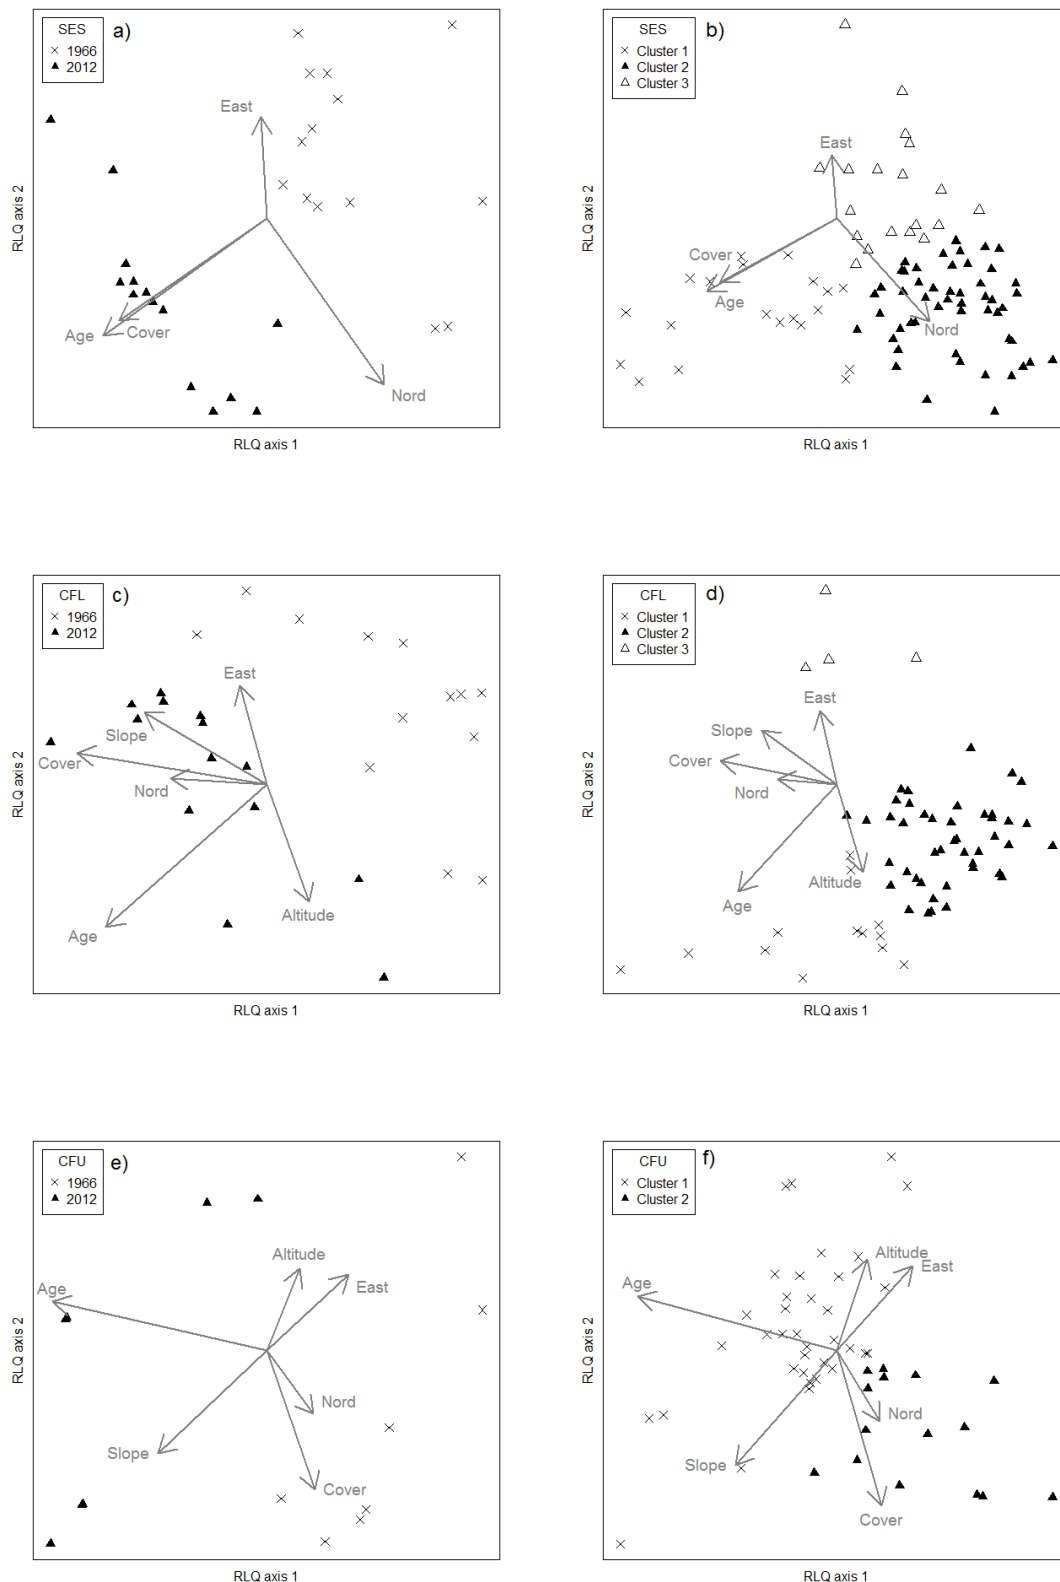 SES
× 1966
▲ 2012
a)
East
Age
Cover
Nord
RLQ axis 2
RLQ axis 1
SES
× Cluster 1
▲ Cluster 2
△ Cluster 3
b)
East
Cover
Age
Nord
RLQ axis 2
RLQ axis 1
CFL
× 1966
▲ 2012
c)
East
Slope
Cover
Nord
Altitude
Age
RLQ axis 2
RLQ axis 1
CFL
× Cluster 1
▲ Cluster 2
△ Cluster 3
d)
East
Slope
Cover
Nord
Altitude
Age
RLQ axis 2
RLQ axis 1
CFU
× 1966
▲ 2012
e)
Altitude
Age
East
Nord
Slope
Cover
RLQ axis 2
RLQ axis 1
CFU
× Cluster 1
▲ Cluster 2
f)
Altitude
East
Age
Nord
Slope
Cover
RLQ axis 2
RLQ axis 1